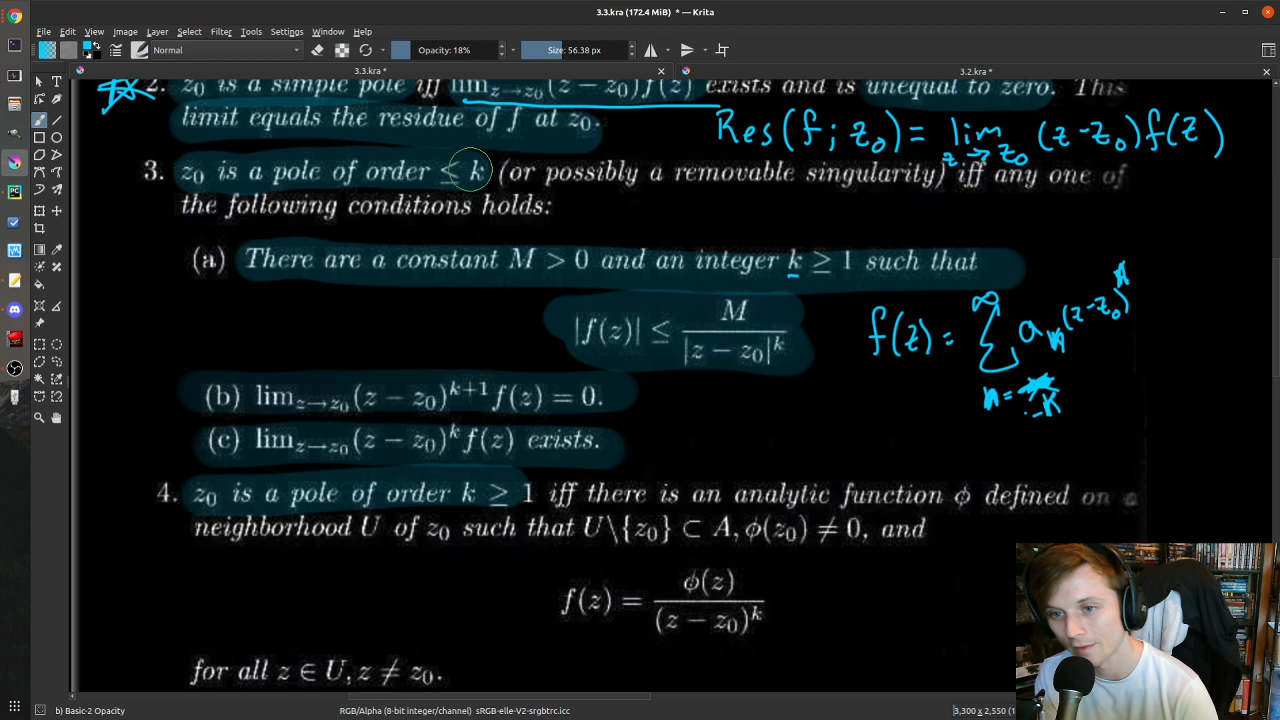 3.3.kra (172.4 MiB) * — Krita
File Edit View Image Layer Select Filter Tools Settings Window Help
Normal Opacity: 18% Size: 56.38 px
3.3.kra * 3.2.kra *
2. z₀ is a simple pole iff lim_{z→z₀}(z − z₀)f(z) exists and is unequal to zero. This
limit equals the residue of f at z₀.
Res(f; z₀) = lim_{z→z₀} (z-z₀)f(z)
3. z₀ is a pole of order ≤ k (or possibly a removable singularity) iff any one of
the following conditions holds:
(a) There are a constant M > 0 and an integer k ≥ 1 such that
|f(z)| ≤ M / |z − z₀|^k
f(z) = ∑ ∞ a_n (z-z₀)^n
n = -k
(b) lim_{z→z₀}(z − z₀)^{k+1} f(z) = 0.
(c) lim_{z→z₀}(z − z₀)^k f(z) exists.
4. z₀ is a pole of order k ≥ 1 iff there is an analytic function ϕ defined on a
neighborhood U of z₀ such that U\{z₀} ⊂ A, ϕ(z₀) ≠ 0, and
f(z) = ϕ(z) / (z − z₀)^k
for all z ∈ U, z ≠ z₀.
b) Basic-2 Opacity RGB/Alpha (8-bit integer/channel) sRGB-elle-V2-srgbtrc.icc 3,300 x 2,550